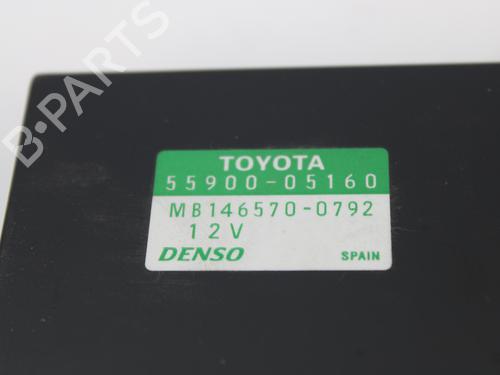 B-PARTS
TOYOTA
55900-05160
MB146570-0792
12V
DENSO SPAIN